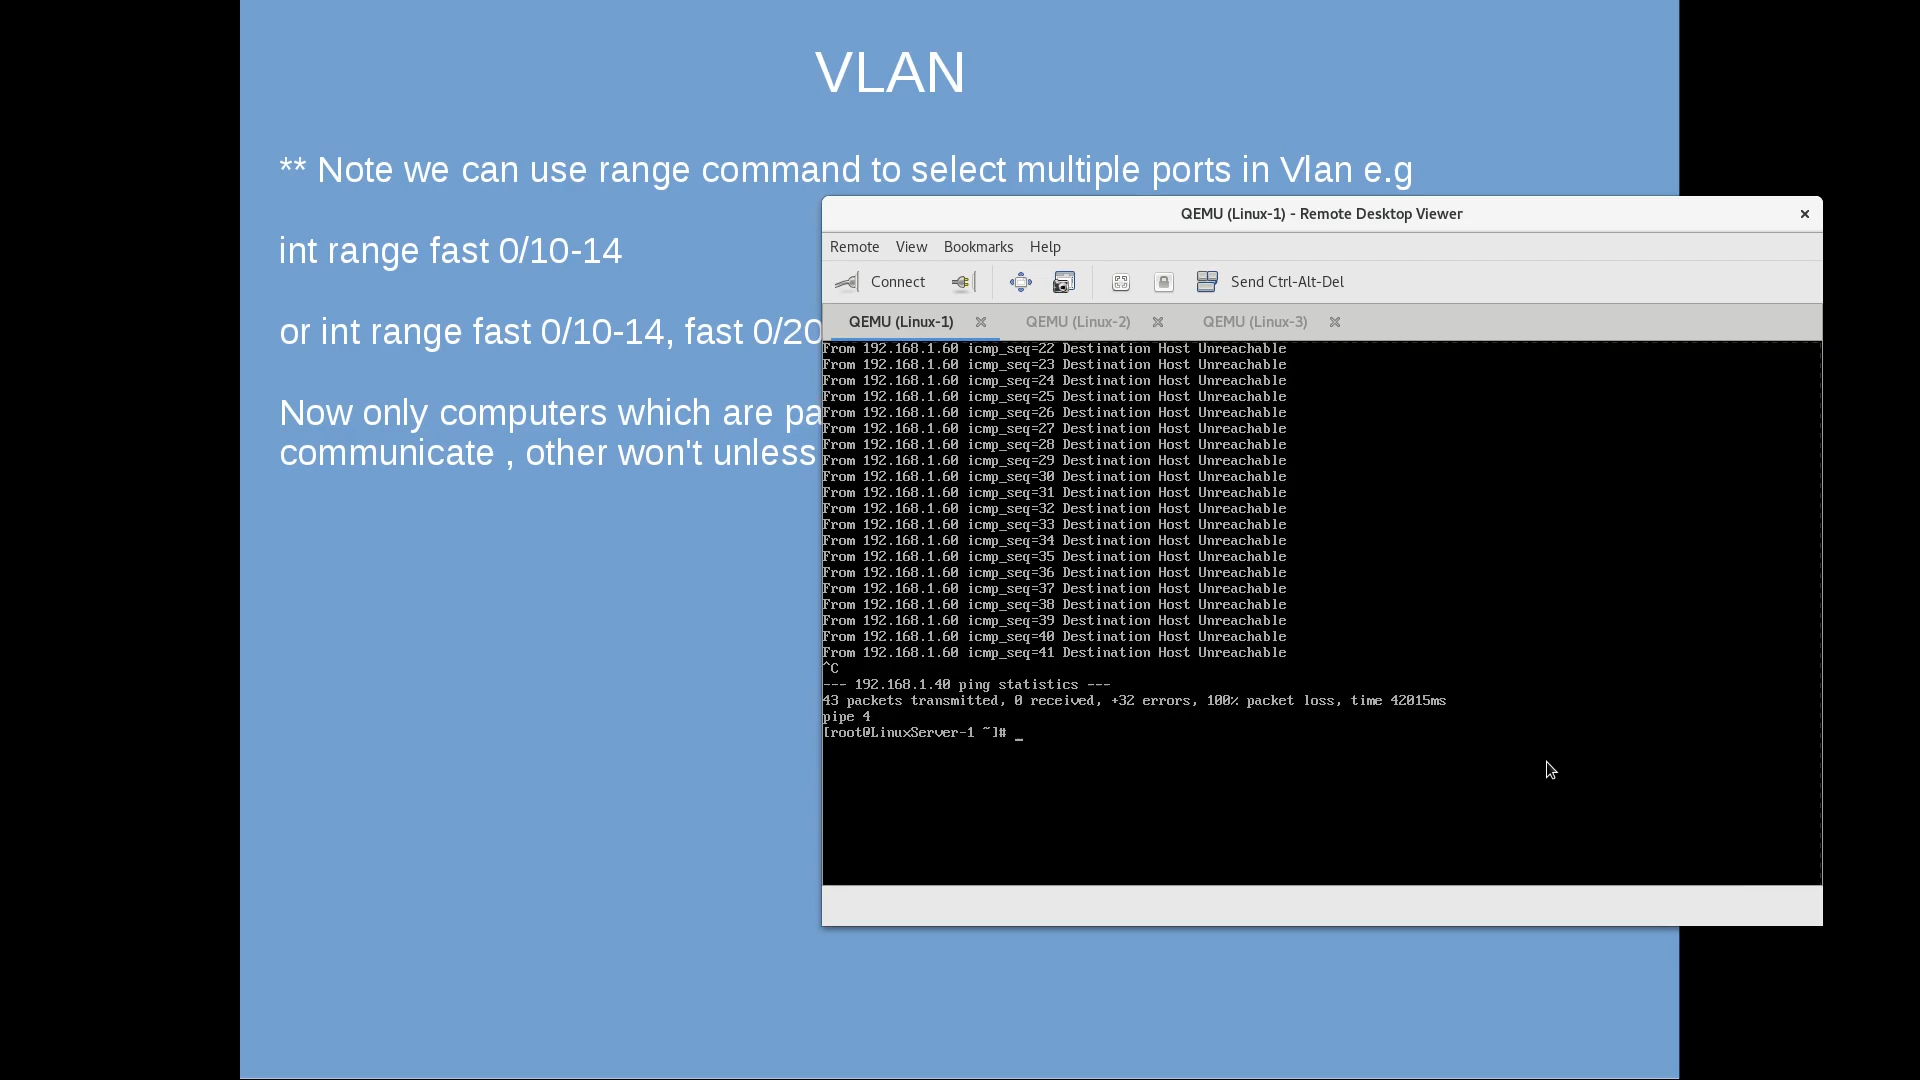 VLAN
** Note we can use range command to select multiple ports in Vlan e.g
int range fast 0/10-14
or int range fast 0/10-14, fast 0/20
Now only computers which are pa
communicate , other won't unless
QEMU (Linux-1) - Remote Desktop Viewer
Remote View Bookmarks Help
Connect Send Ctrl-Alt-Del
QEMU (Linux-1) QEMU (Linux-2) QEMU (Linux-3)
From 192.168.1.60 icmp_seq=22 Destination Host Unreachable
From 192.168.1.60 icmp_seq=23 Destination Host Unreachable
From 192.168.1.60 icmp_seq=24 Destination Host Unreachable
From 192.168.1.60 icmp_seq=25 Destination Host Unreachable
From 192.168.1.60 icmp_seq=26 Destination Host Unreachable
From 192.168.1.60 icmp_seq=27 Destination Host Unreachable
From 192.168.1.60 icmp_seq=28 Destination Host Unreachable
From 192.168.1.60 icmp_seq=29 Destination Host Unreachable
From 192.168.1.60 icmp_seq=30 Destination Host Unreachable
From 192.168.1.60 icmp_seq=31 Destination Host Unreachable
From 192.168.1.60 icmp_seq=32 Destination Host Unreachable
From 192.168.1.60 icmp_seq=33 Destination Host Unreachable
From 192.168.1.60 icmp_seq=34 Destination Host Unreachable
From 192.168.1.60 icmp_seq=35 Destination Host Unreachable
From 192.168.1.60 icmp_seq=36 Destination Host Unreachable
From 192.168.1.60 icmp_seq=37 Destination Host Unreachable
From 192.168.1.60 icmp_seq=38 Destination Host Unreachable
From 192.168.1.60 icmp_seq=39 Destination Host Unreachable
From 192.168.1.60 icmp_seq=40 Destination Host Unreachable
From 192.168.1.60 icmp_seq=41 Destination Host Unreachable
^C
--- 192.168.1.40 ping statistics ---
43 packets transmitted, 0 received, +32 errors, 100% packet loss, time 42015ms
pipe 4
[root@LinuxServer-1 ~]# _